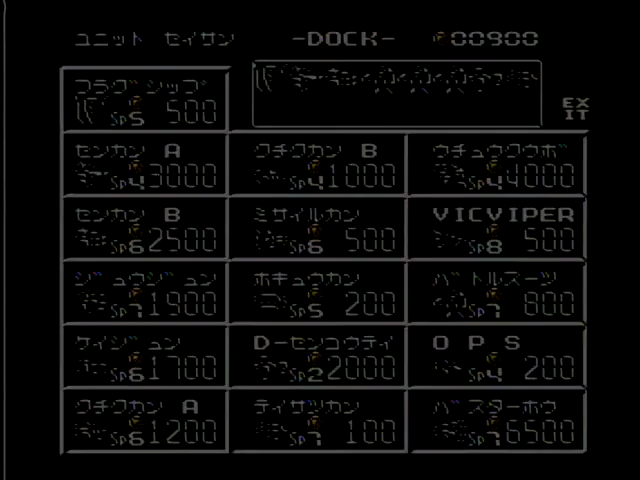 ユニット セイサン -DOCK- 00900
フラグシップ
Sp5 500
EXIT
センカン A クチクカン B ウチュウクウボ
Sp4 3000 Sp4 1000 Sp4 4000
センカン B ミサイルカン VICVIPER
Sp6 2500 Sp6 500 Sp8 500
ジュウジュン ホキュウカン バトルスーツ
Sp7 1900 Sp5 200 Sp7 800
ケイジュン D-センコウテイ O P S
Sp6 1700 Sp2 2000 Sp4 200
クチクカン A テイサツカン バスターホウ
Sp6 1200 Sp7 100 Sp7 6500